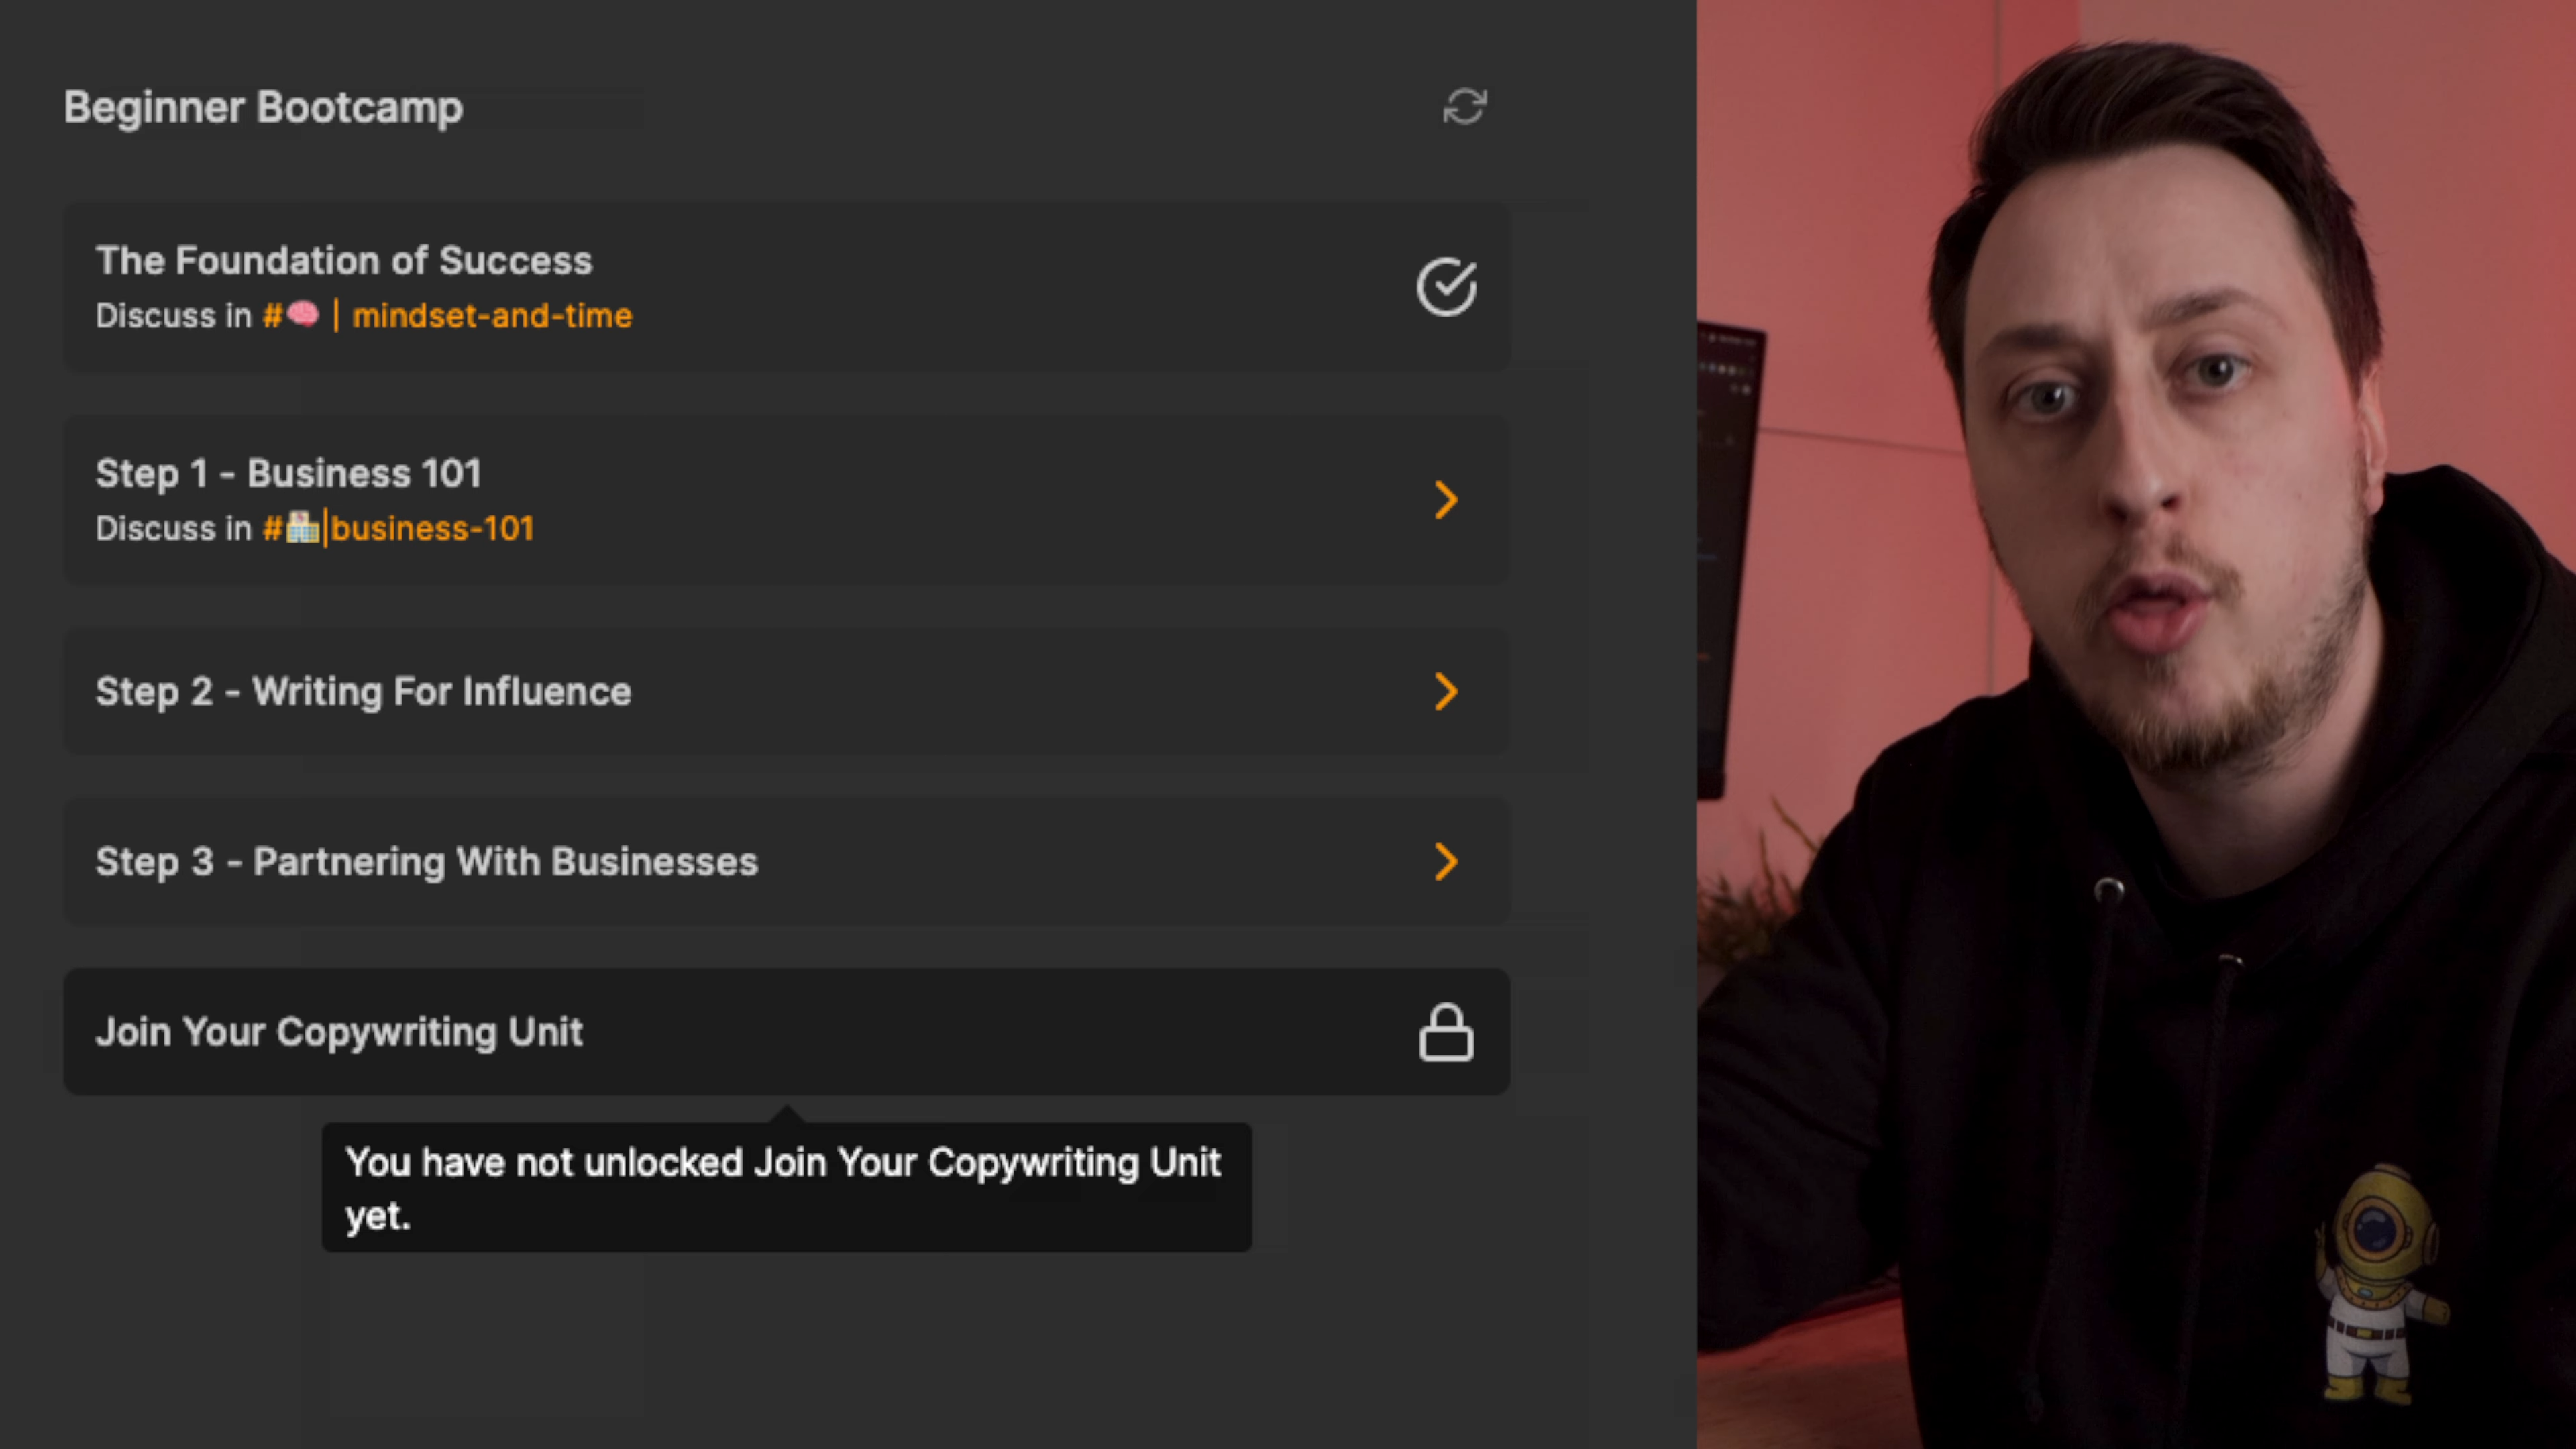 Beginner Bootcamp
The Foundation of Success
Discuss in #🧠 | mindset-and-time
Step 1 - Business 101
Discuss in #🏫|business-101
Step 2 - Writing For Influence
Step 3 - Partnering With Businesses
Join Your Copywriting Unit
You have not unlocked Join Your Copywriting Unit
yet.